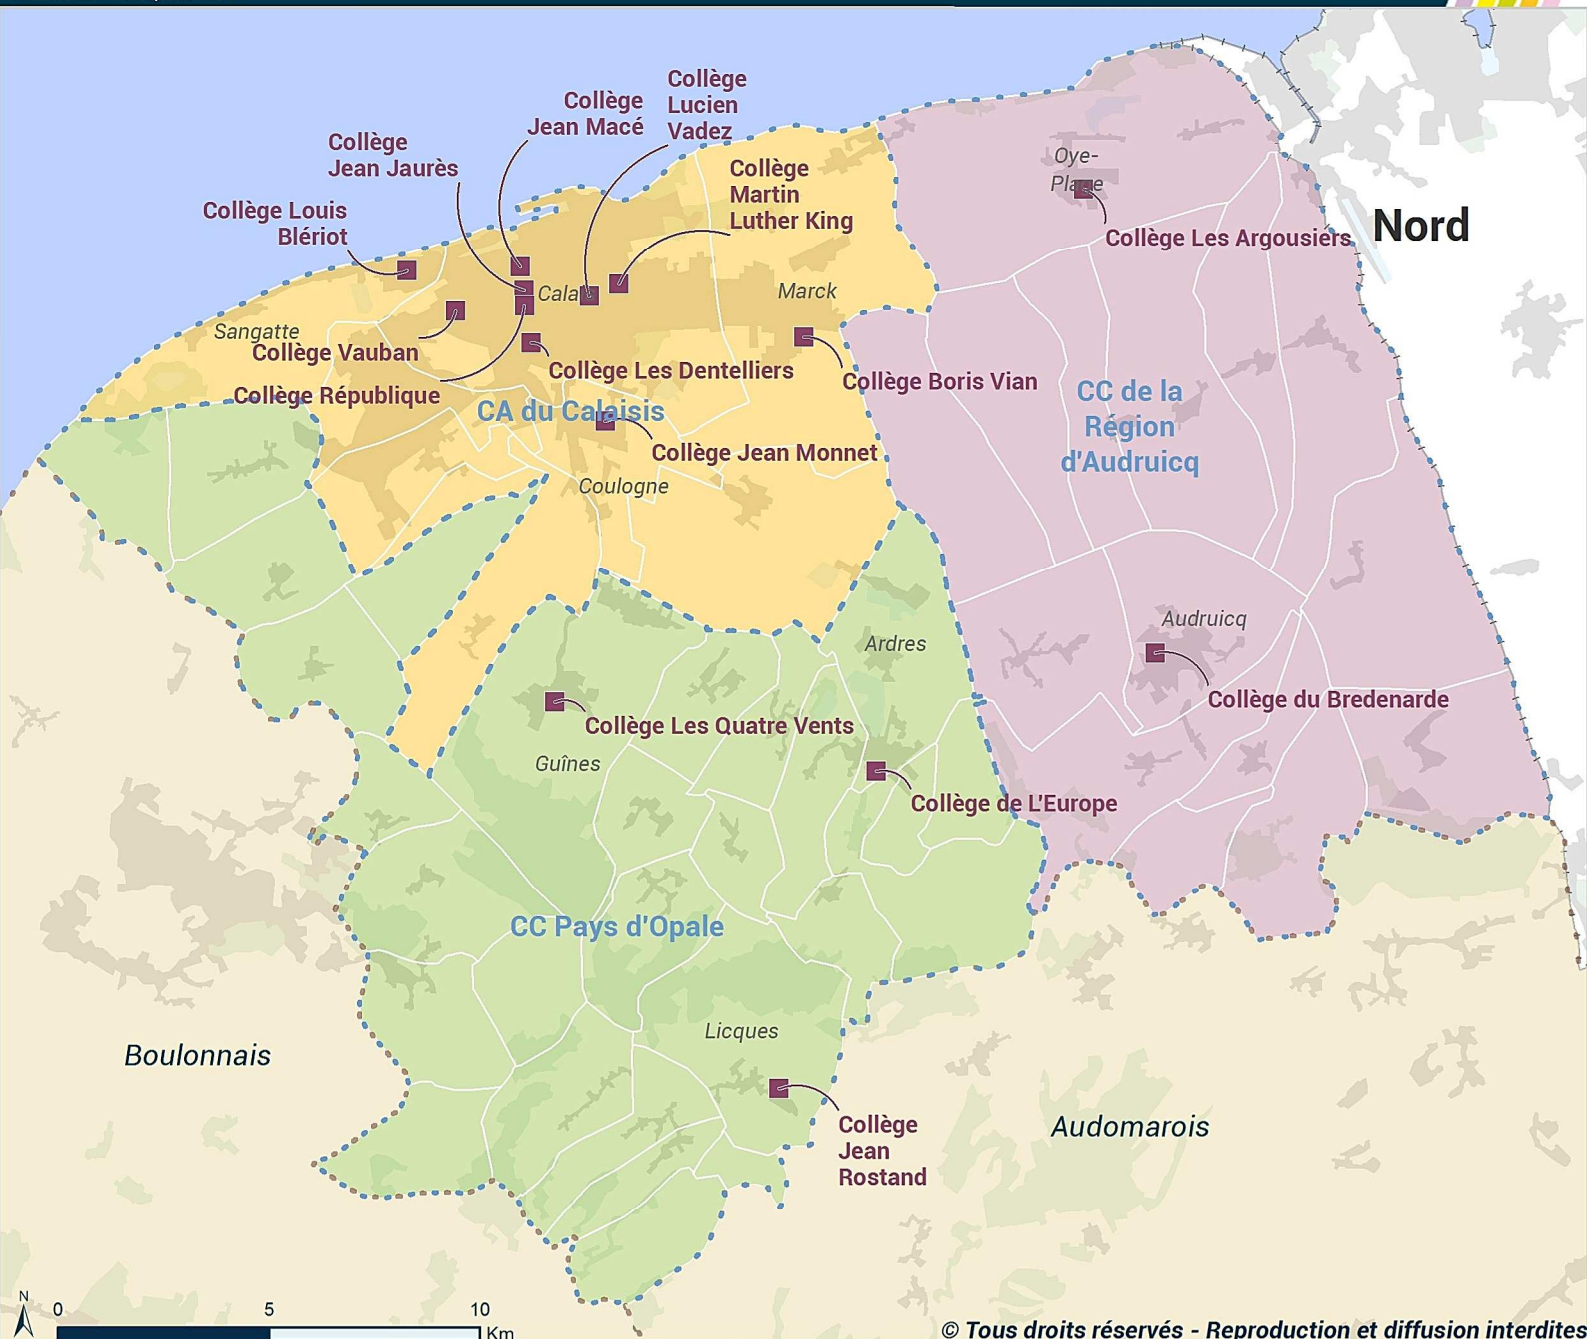 Collège
Lucien
Vadez
Collège
Jean Macé
Collège
Jean Jaurès
Collège
Martin
Luther King
Collège Louis
Blériot
Oye-
Plage
Collège Les Argousiers
Nord
Calais
Marck
Sangatte
Collège Vauban
Collège République
Collège Les Dentelliers
Collège Boris Vian
CA du Calaisis
CC de la
Région
d'Audruicq
Collège Jean Monnet
Coulogne
Audruicq
Ardres
Collège du Bredenarde
Collège Les Quatre Vents
Guînes
Collège de L'Europe
CC Pays d'Opale
Licques
Boulonnais
Collège
Jean
Rostand
Audomarois
N
0 5 10
Km
© Tous droits réservés - Reproduction et diffusion interdites